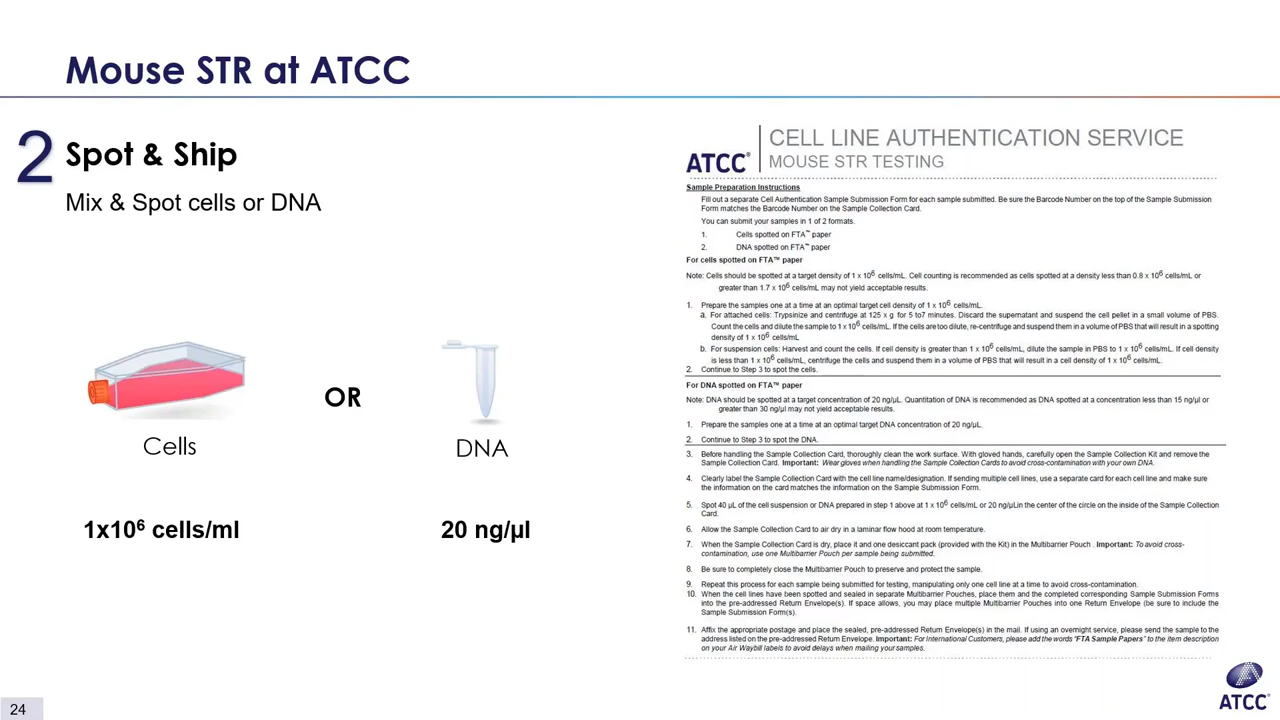 Mouse STR at ATCC
2
Spot & Ship
Mix & Spot cells or DNA
Cells
OR
DNA
1x10⁶ cells/ml
20 ng/µl
ATCC®
CELL LINE AUTHENTICATION SERVICE
MOUSE STR TESTING
Sample Preparation Instructions
Fill out a separate Cell Authentication Sample Submission Form for each sample submitted. Be sure the Barcode Number on the top of the Sample Submission
Form matches the Barcode Number on the Sample Collection Card.
You can submit your samples in 1 of 2 formats.
1. Cells spotted on FTA™ paper
2. DNA spotted on FTA™ paper
For cells spotted on FTA™ paper
Note: Cells should be spotted at a target density of 1 x 10⁶ cells/mL. Cell counting is recommended as cells spotted at a density less than 0.8 x 10⁶ cells/mL or
greater than 1.7 x 10⁶ cells/mL may not yield acceptable results.
1. Prepare the samples one at a time at an optimal target cell density of 1 x 10⁶ cells/mL.
a. For attached cells: Trypsinize and centrifuge at 125 x g for 5 to7 minutes. Discard the supernatant and suspend the cell pellet in a small volume of PBS.
Count the cells and dilute the sample to 1 x 10⁶ cells/mL. If the cells are too dilute, re-centrifuge and suspend them in a volume of PBS that will result in a spotting
density of 1 x 10⁶ cells/mL
b. For suspension cells: Harvest and count the cells. If cell density is greater than 1 x 10⁶ cells/mL, dilute the sample in PBS to 1 x 10⁶ cells/mL. If cell density
is less than 1 x 10⁶ cells/mL, centrifuge the cells and suspend them in a volume of PBS that will result in a cell density of 1 x 10⁶ cells/mL.
2. Continue to Step 3 to spot the cells.
For DNA spotted on FTA™ paper
Note: DNA should be spotted at a target concentration of 20 ng/µL. Quantitation of DNA is recommended as DNA spotted at a concentration less than 15 ng/µl or
greater than 30 ng/µl may not yield acceptable results.
1. Prepare the samples one at a time at an optimal target DNA concentration of 20 ng/µL.
2. Continue to Step 3 to spot the DNA.
3. Before handling the Sample Collection Card, thoroughly clean the work surface. With gloved hands, carefully open the Sample Collection Kit and remove the
Sample Collection Card. Important: Wear gloves when handling the Sample Collection Cards to avoid cross-contamination with your own DNA.
4. Clearly label the Sample Collection Card with the cell line name/designation. If sending multiple cell lines, use a separate card for each cell line and make sure
the information on the card matches the information on the Sample Submission Form.
5. Spot 40 µL of the cell suspension or DNA prepared in step 1 above at 1 x 10⁶ cells/mL or 20 ng/µLin the center of the circle on the inside of the Sample Collection
Card.
6. Allow the Sample Collection Card to air dry in a laminar flow hood at room temperature.
7. When the Sample Collection Card is dry, place it and one desiccant pack (provided with the Kit) in the Multibarrier Pouch . Important: To avoid cross-
contamination, use one Multibarrier Pouch per sample being submitted.
8. Be sure to completely close the Multibarrier Pouch to preserve and protect the sample.
9. Repeat this process for each sample being submitted for testing, manipulating only one cell line at a time to avoid cross-contamination.
10. When the cell lines have been spotted and sealed in separate Multibarrier Pouches, place them and the completed corresponding Sample Submission Forms
into the pre-addressed Return Envelope(s). If space allows, you may place multiple Multibarrier Pouches into one Return Envelope (be sure to include the
Sample Submission Form(s).
11. Affix the appropriate postage and place the sealed, pre-addressed Return Envelope(s) in the mail. If using an overnight service, please send the sample to the
address listed on the pre-addressed Return Envelope. Important: For International Customers, please add the words "FTA Sample Papers" to the item description
on your Air Waybill labels to avoid delays when mailing your samples.
24
ATCC®